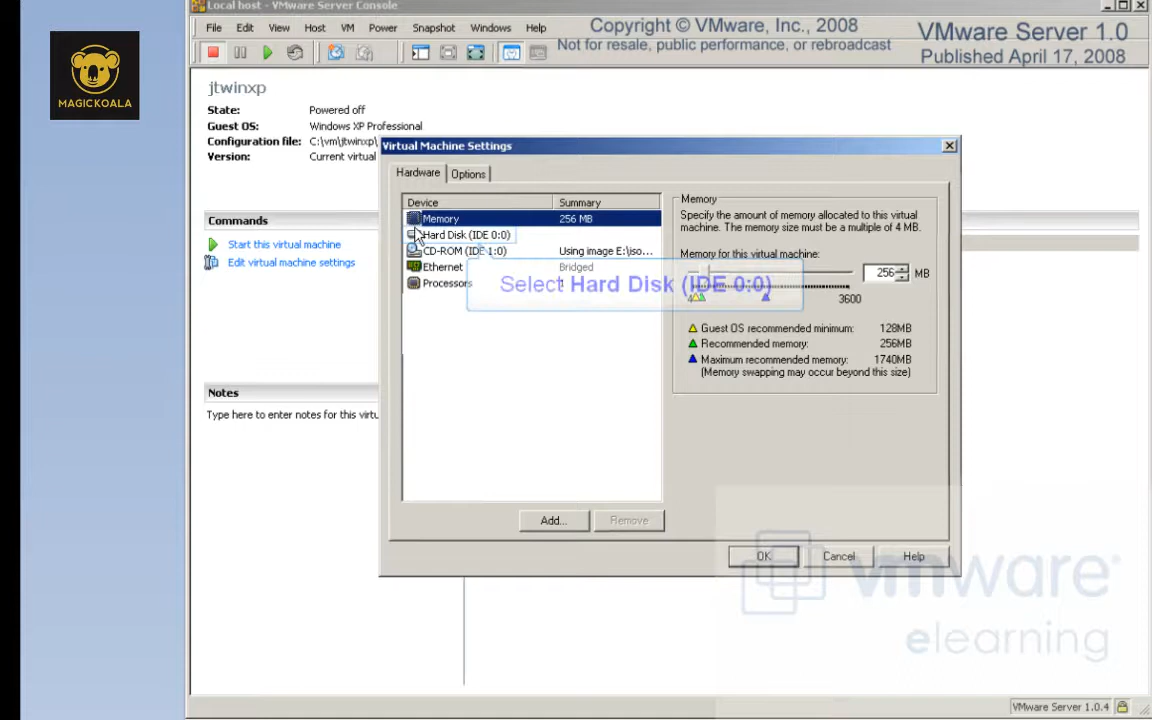 Local host - VMware Server Console
File Edit View Host VM Power Snapshot Windows Help
Copyright © VMware, Inc., 2008
Not for resale, public performance, or rebroadcast
VMware Server 1.0
Published April 17, 2008
MAGICKOALA
jtwinxp
State: Powered off
Guest OS: Windows XP Professional
Configuration file: C:\vm\jtwinxp\
Version: Current virtual
Commands
Start this virtual machine
Edit virtual machine settings
Notes
Type here to enter notes for this virtu
Virtual Machine Settings
Hardware Options
Device Summary
Memory 256 MB
Hard Disk (IDE 0:0)
CD-ROM (IDE 1:0) Using image E:\iso...
Ethernet Bridged
Processors 1
Select Hard Disk (IDE 0:0)
Add... Remove
Memory
Specify the amount of memory allocated to this virtual
machine. The memory size must be a multiple of 4 MB.
Memory for this virtual machine:
256 MB
4 3600
Guest OS recommended minimum: 128MB
Recommended memory: 256MB
Maximum recommended memory: 1740MB
(Memory swapping may occur beyond this size)
OK Cancel Help
vmware
elearning
VMware Server 1.0.4